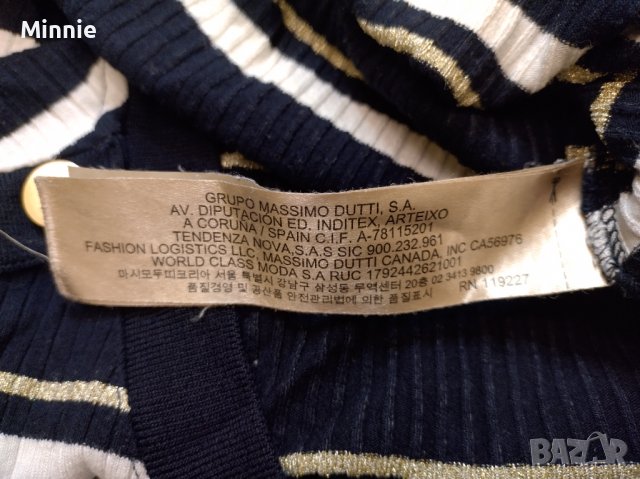 Minnie
GRUPO MASSIMO DUTTI, S.A.
AV. DIPUTACIÓN ED. INDITEX, ARTEIXO
A CORUÑA / SPAIN C.I.F. A-78115201
TENDENZA NOVA,S.A.S SIC 900.232.961
FASHION LOGISTICS LLC, MASSIMO DUTTI CANADA, INC CA56976
WORLD CLASS MODA S.A RUC 1792442621001
마시모두띠코리아 서울 특별시 강남구 삼성동 무역센타 20층 02 3413 9800
품질경영 및 공산품 안전관리법에 의한 품질표시 RN 119227
BAZAR